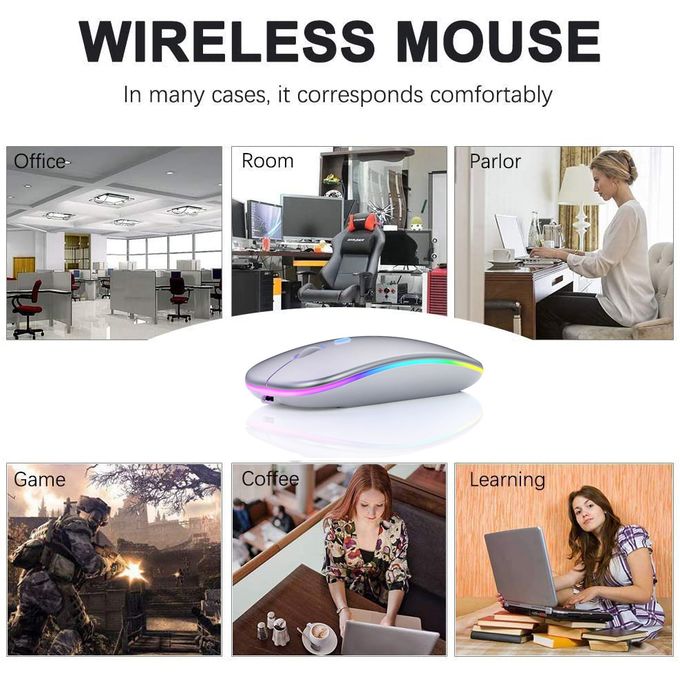 WIRELESS MOUSE
In many cases, it corresponds comfortably
Office
Room
Parlor
Game
Coffee
Learning